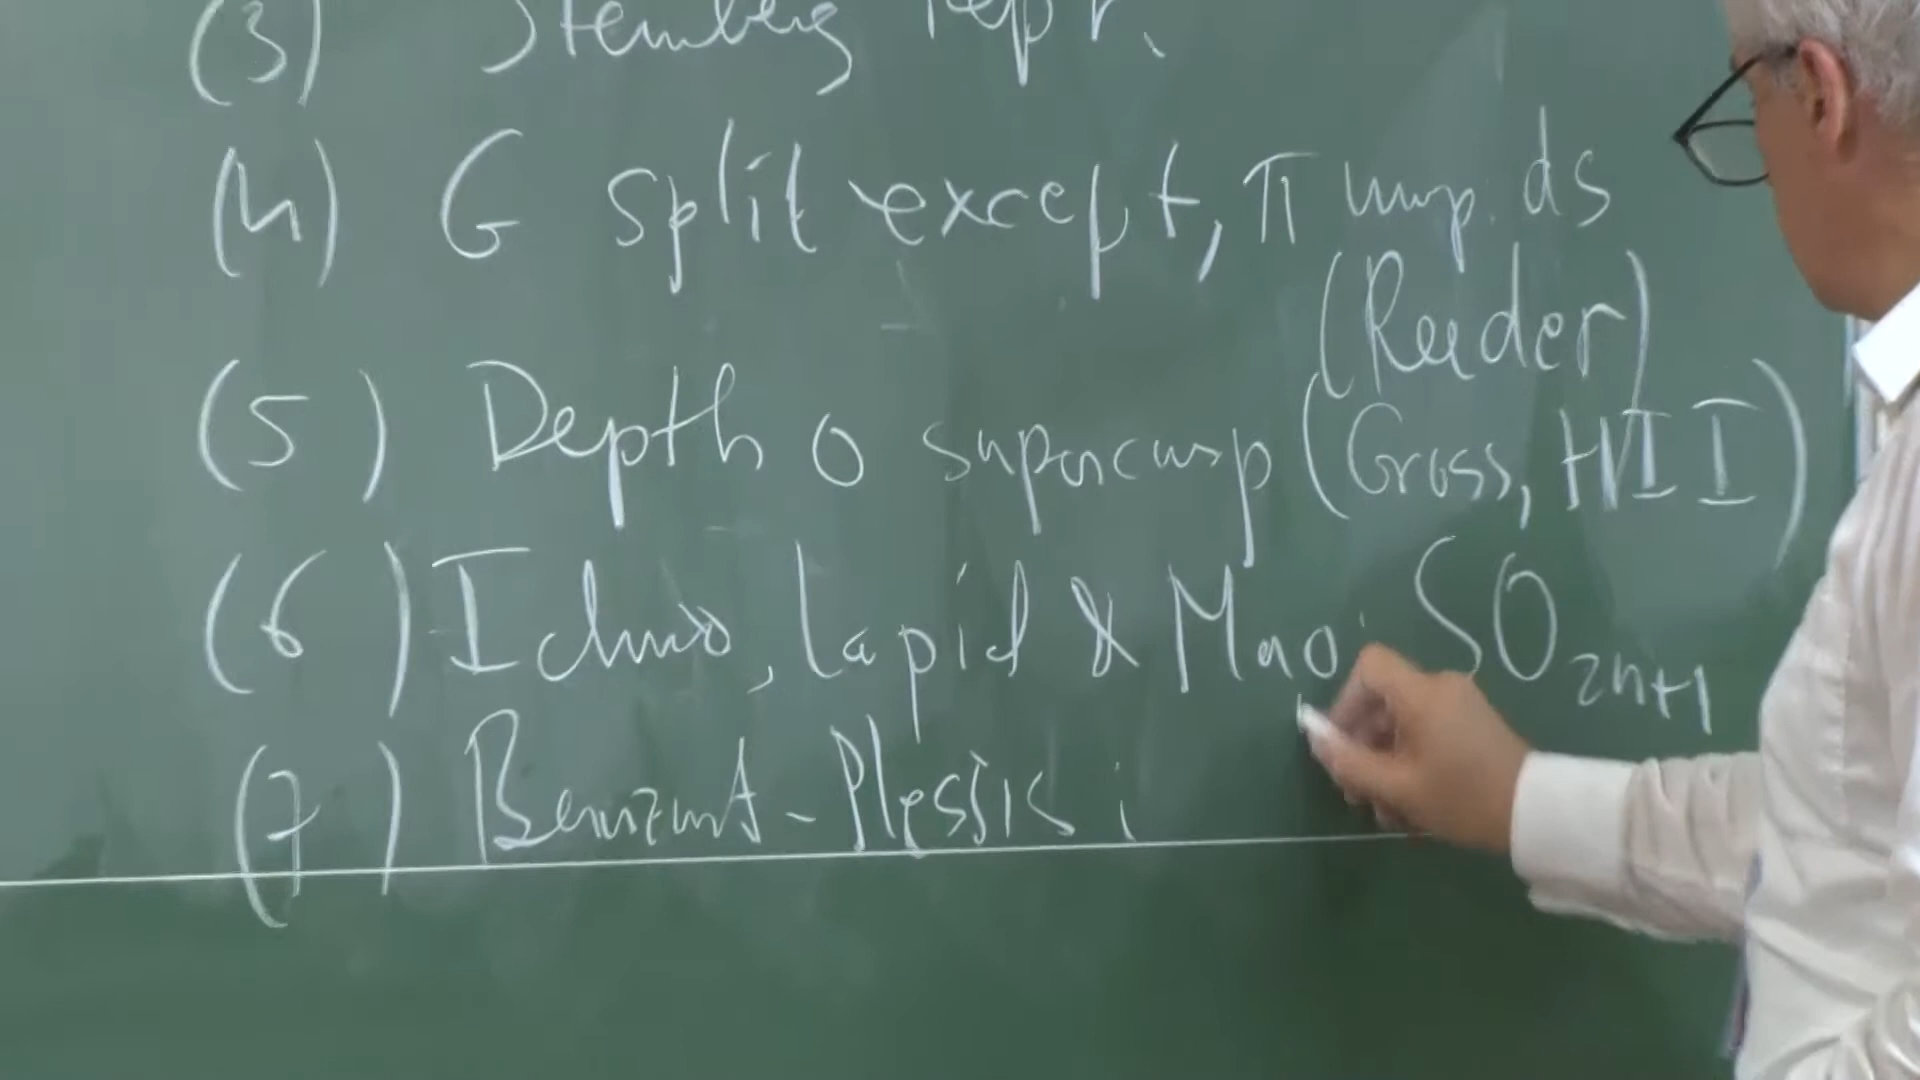 (3) Steinberg repr.
(4) G split except, π unip. ds
(Reeder)
(5) Depth 0 supercusp (Gross, HII)
(6) Ichino, Lapid & Mao: SO2n+1
(7) Beuzart-Plessis: